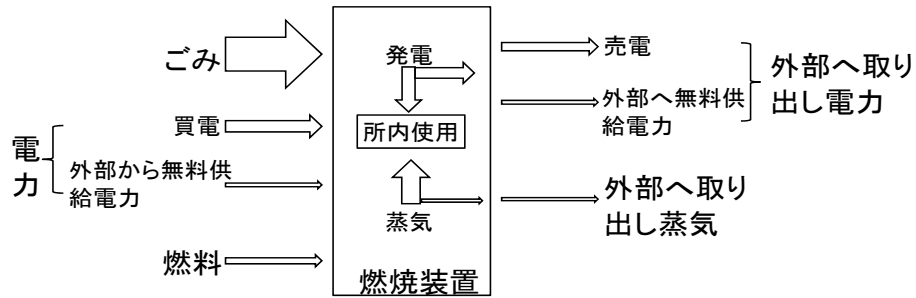 ごみ
買電
電
力
外部から無料供
給電力
燃料
発電
所内使用
蒸気
燃焼装置
売電
外部へ無料供
給電力
外部へ取り
出し電力
外部へ取り
出し蒸気